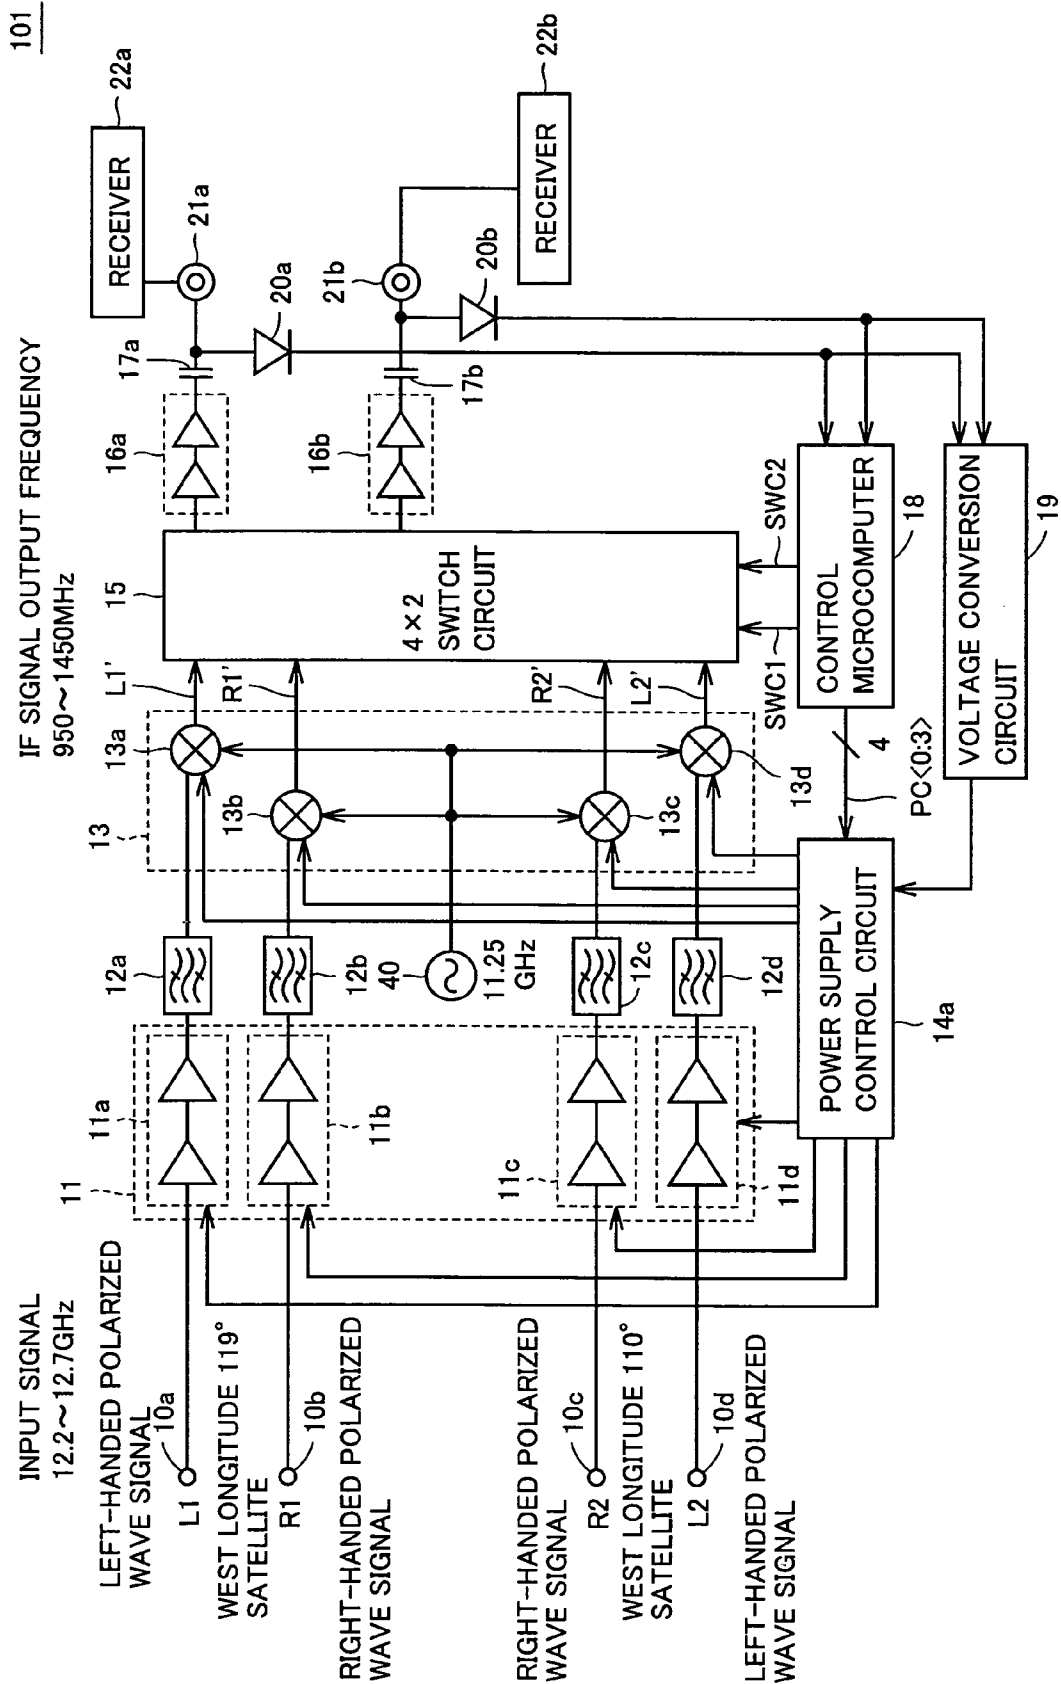 101
INPUT SIGNAL
12.2～12.7GHz
IF SIGNAL OUTPUT FREQUENCY
950～1450MHz
LEFT-HANDED POLARIZED
WAVE SIGNAL
10a
L1
WEST LONGITUDE 119°
SATELLITE
R1
10b
RIGHT-HANDED POLARIZED
WAVE SIGNAL
RIGHT-HANDED POLARIZED
WAVE SIGNAL
10c
R2
WEST LONGITUDE 110°
SATELLITE
L2
10d
LEFT-HANDED POLARIZED
WAVE SIGNAL
11
11a
11b
11c
11d
12a
12b
40
11.25
GHz
12c
12d
13
13a
13b
13c
13d
L1'
R1'
R2'
L2'
15
4×2
SWITCH
CIRCUIT
SWC1
SWC2
16a
16b
17a
17b
20a
20b
21a
21b
RECEIVER
22a
RECEIVER
22b
POWER SUPPLY
CONTROL CIRCUIT
14a
4
PC<0:3>
CONTROL
MICROCOMPUTER
18
VOLTAGE CONVERSION
CIRCUIT
19